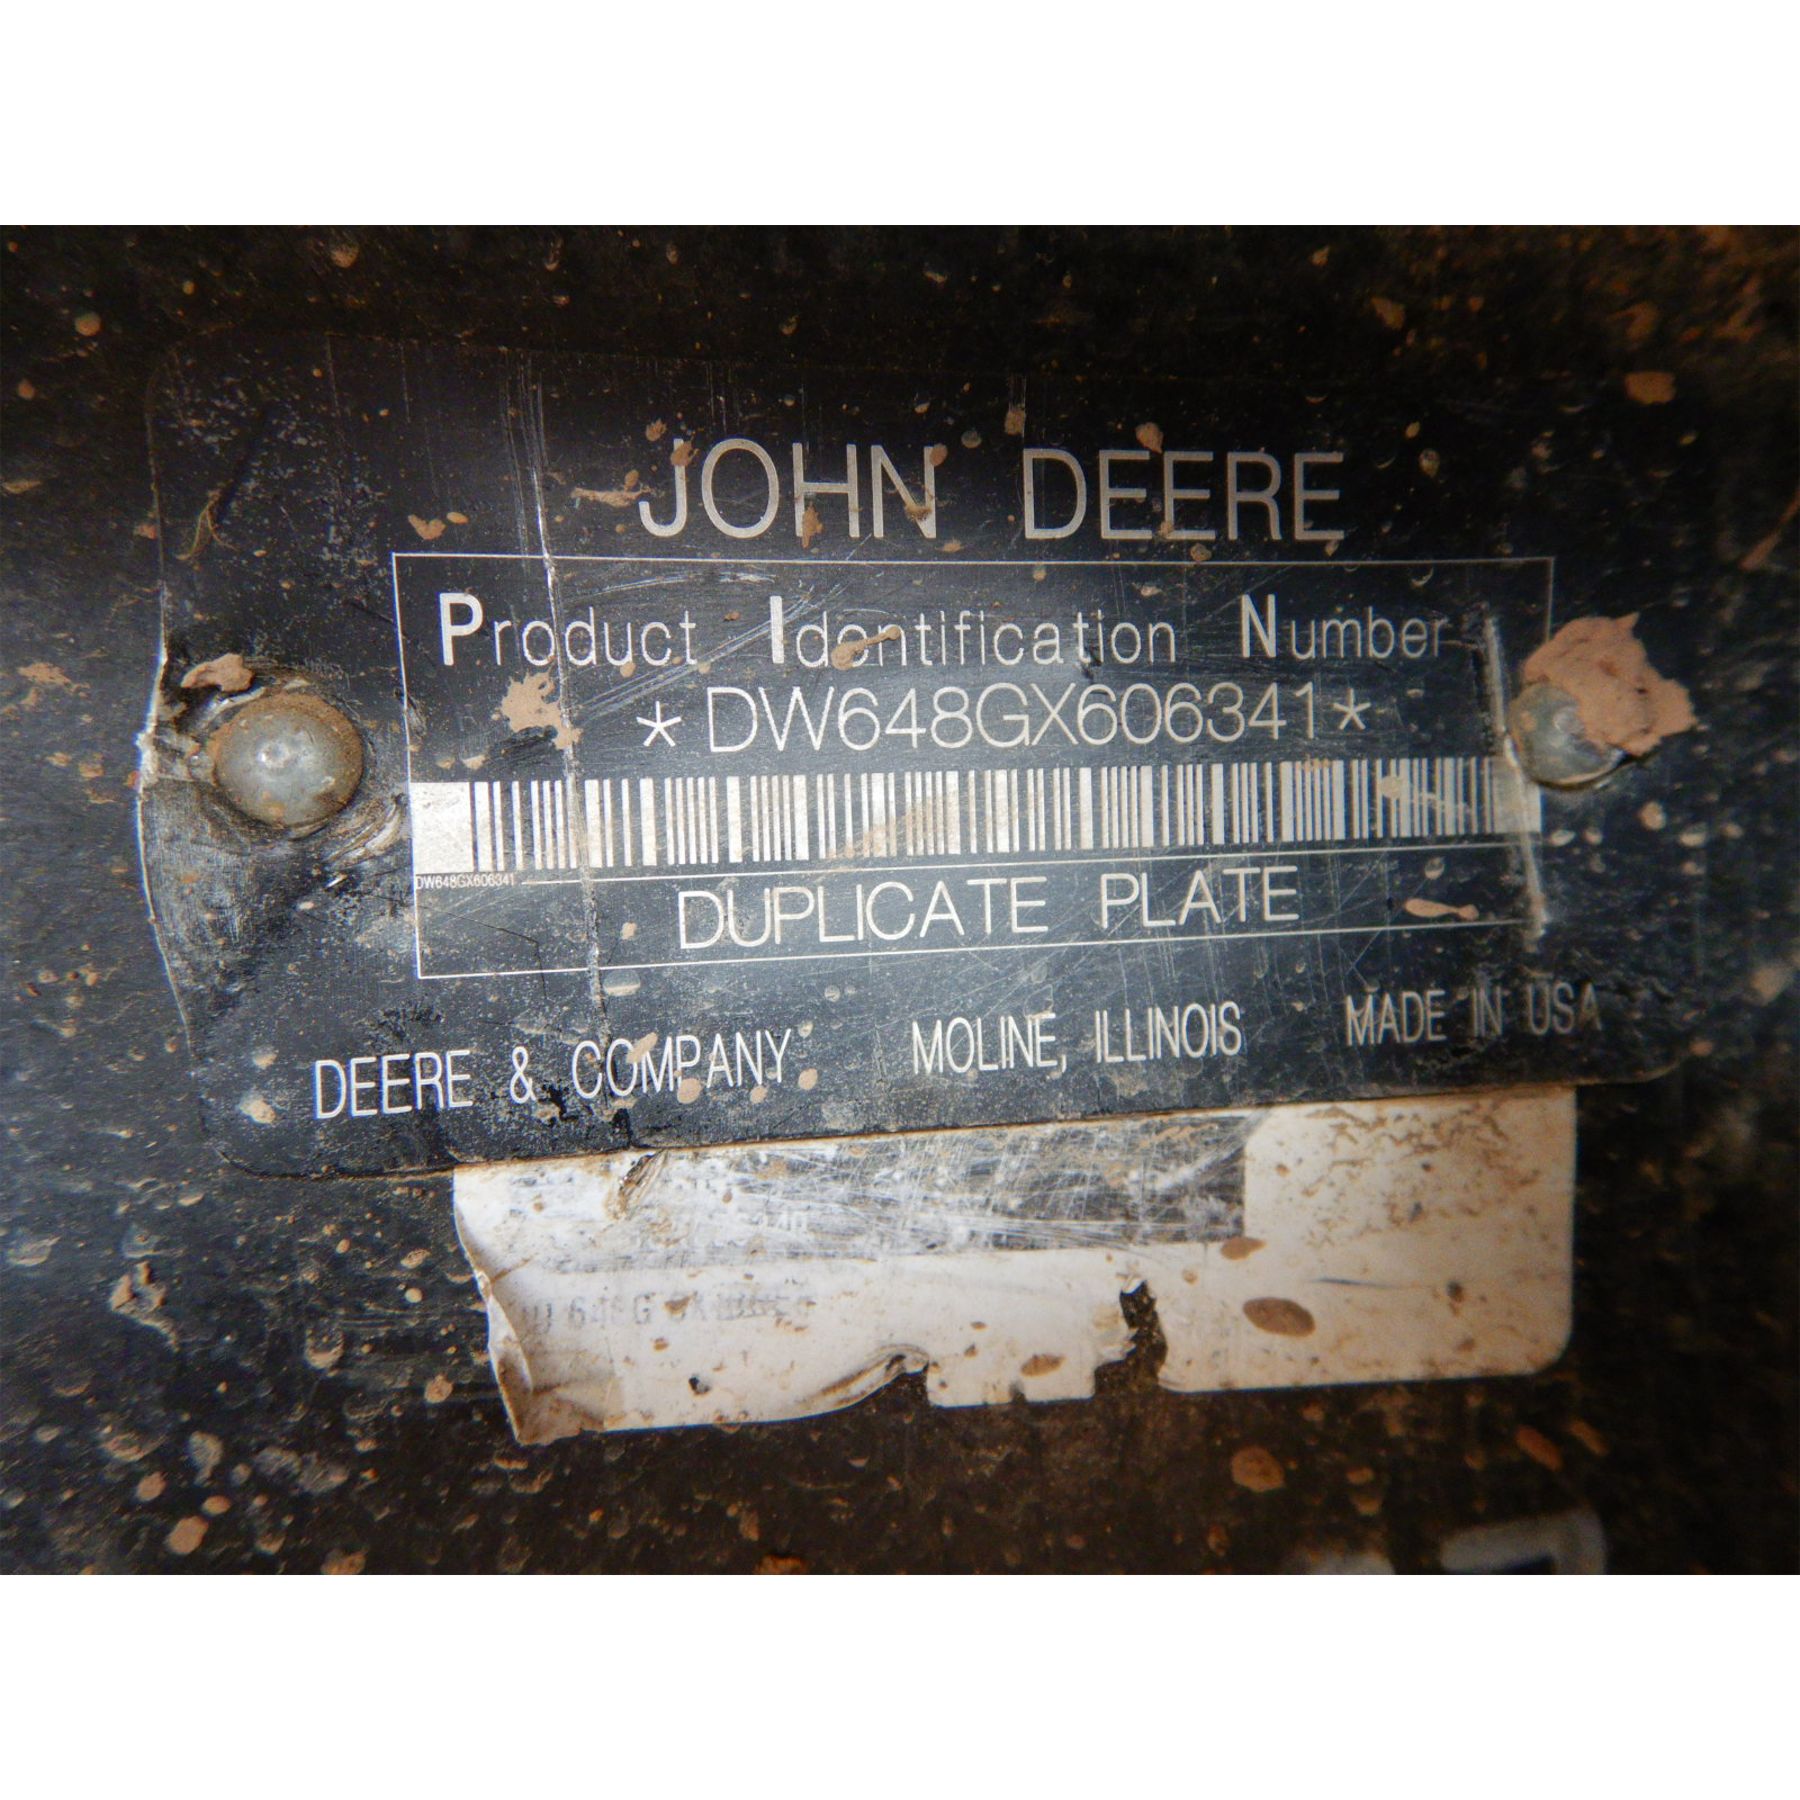 JOHN DEERE
Product Identification Number
*DW648GX606341*
DW648GX606341
DUPLICATE PLATE
DEERE & COMPANY MOLINE, ILLINOIS MADE IN USA